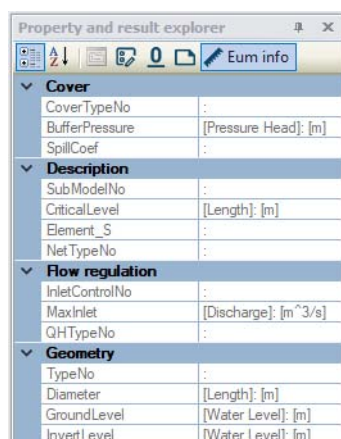 Property and result explorer
Eum info
Cover
CoverTypeNo :
BufferPressure [Pressure Head]: [m]
SpillCoef :
Description
SubModelNo :
CriticalLevel [Length]: [m]
Element_S :
NetTypeNo :
Flow regulation
InletControlNo :
MaxInlet [Discharge]: [m^3/s]
QHTypeNo :
Geometry
TypeNo :
Diameter [Length]: [m]
GroundLevel [Water Level]: [m]
InvertLevel [Water Level]: [m]